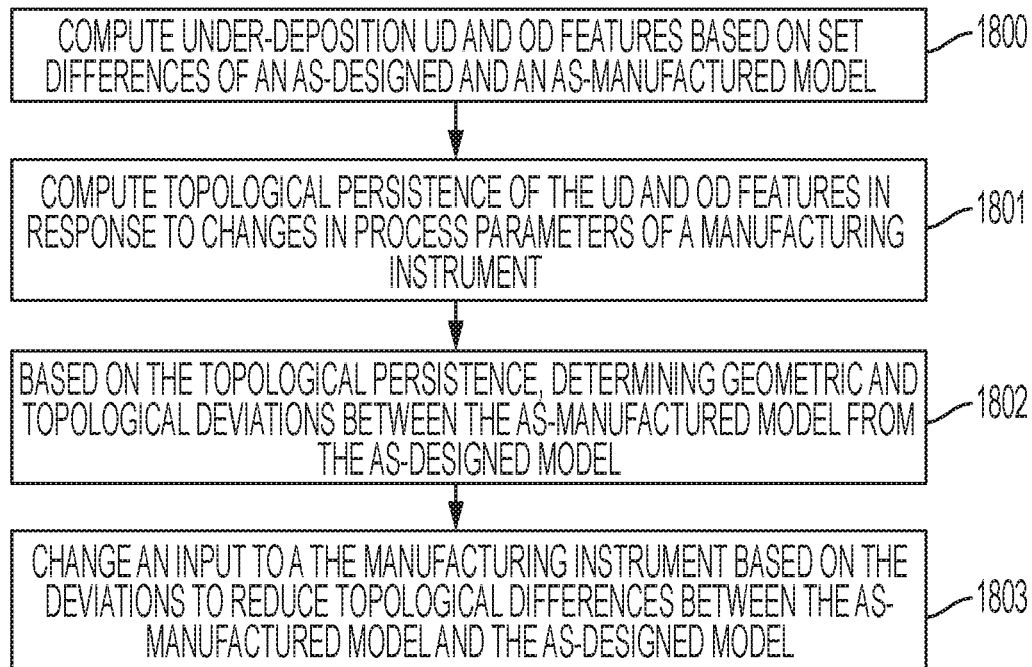 COMPUTE UNDER-DEPOSITION UD AND OD FEATURES BASED ON SET
DIFFERENCES OF AN AS-DESIGNED AND AN AS-MANUFACTURED MODEL
1800
COMPUTE TOPOLOGICAL PERSISTENCE OF THE UD AND OD FEATURES IN
RESPONSE TO CHANGES IN PROCESS PARAMETERS OF A MANUFACTURING
INSTRUMENT
1801
BASED ON THE TOPOLOGICAL PERSISTENCE, DETERMINING GEOMETRIC AND
TOPOLOGICAL DEVIATIONS BETWEEN THE AS-MANUFACTURED MODEL FROM
THE AS-DESIGNED MODEL
1802
CHANGE AN INPUT TO A THE MANUFACTURING INSTRUMENT BASED ON THE
DEVIATIONS TO REDUCE TOPOLOGICAL DIFFERENCES BETWEEN THE AS-
MANUFACTURED MODEL AND THE AS-DESIGNED MODEL
1803